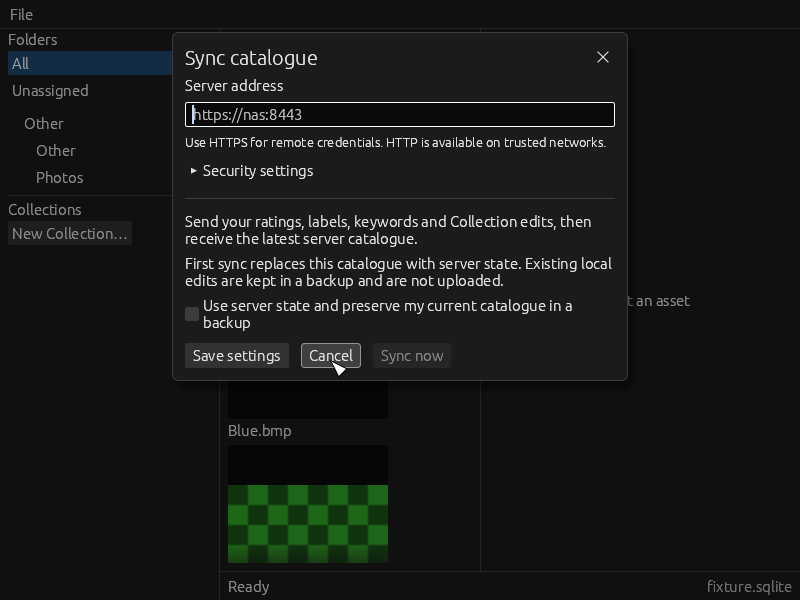 File
Folders
All
Unassigned
Other
Other
Photos
Collections
New Collection...
Sync catalogue
Server address
https://nas:8443
Use HTTPS for remote credentials. HTTP is available on trusted networks.
Security settings
Send your ratings, labels, keywords and Collection edits, then
receive the latest server catalogue.
First sync replaces this catalogue with server state. Existing local
edits are kept in a backup and are not uploaded.
Use server state and preserve my current catalogue in a
backup
Save settings
Cancel
Sync now
t an asset
Blue.bmp
Ready
fixture.sqlite